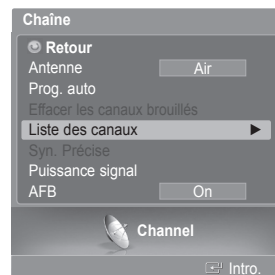 Chaîne
Retour
Antenne Air
Prog. auto
Effacer les canaux brouillés
Liste des canaux
Syn. Précise
Puissance signal
AFB On
Channel
Intro.